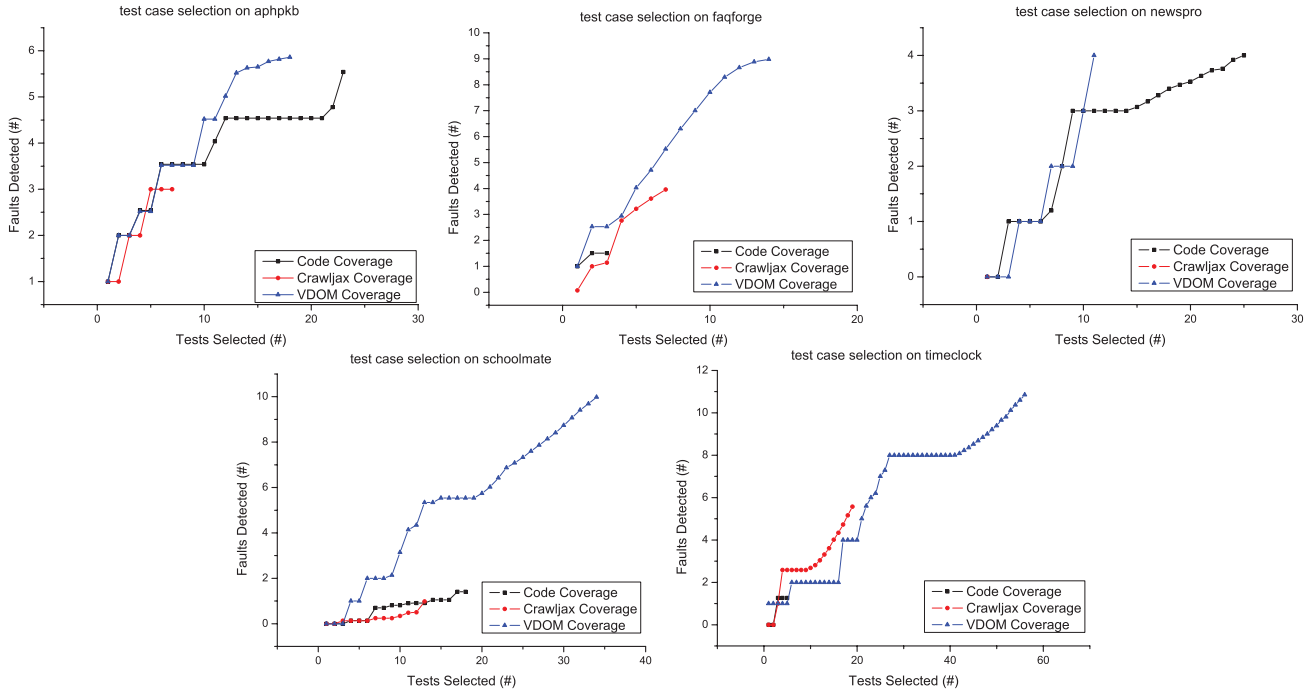 test case selection on aphpkb
Faults Detected (#)
6
5
4
3
2
1
0
10
20
30
Tests Selected (#)
Code Coverage
Crawljax Coverage
VDOM Coverage
test case selection on faqforge
Faults Detected (#)
10
9
8
7
6
5
4
3
2
1
0
0
10
20
Tests Selected (#)
Code Coverage
Crawljax Coverage
VDOM Coverage
test case selection on newspro
Faults Detected (#)
4
3
2
1
0
0
10
20
30
Tests Selected (#)
Code Coverage
Crawljax Coverage
VDOM Coverage
test case selection on schoolmate
Faults Detected (#)
10
8
6
4
2
0
0
10
20
30
40
Tests Selected (#)
Code Coverage
Crawljax Coverage
VDOM Coverage
test case selection on timeclock
Faults Detected (#)
12
10
8
6
4
2
0
0
20
40
60
Tests Selected (#)
Code Coverage
Crawljax Coverage
VDOM Coverage